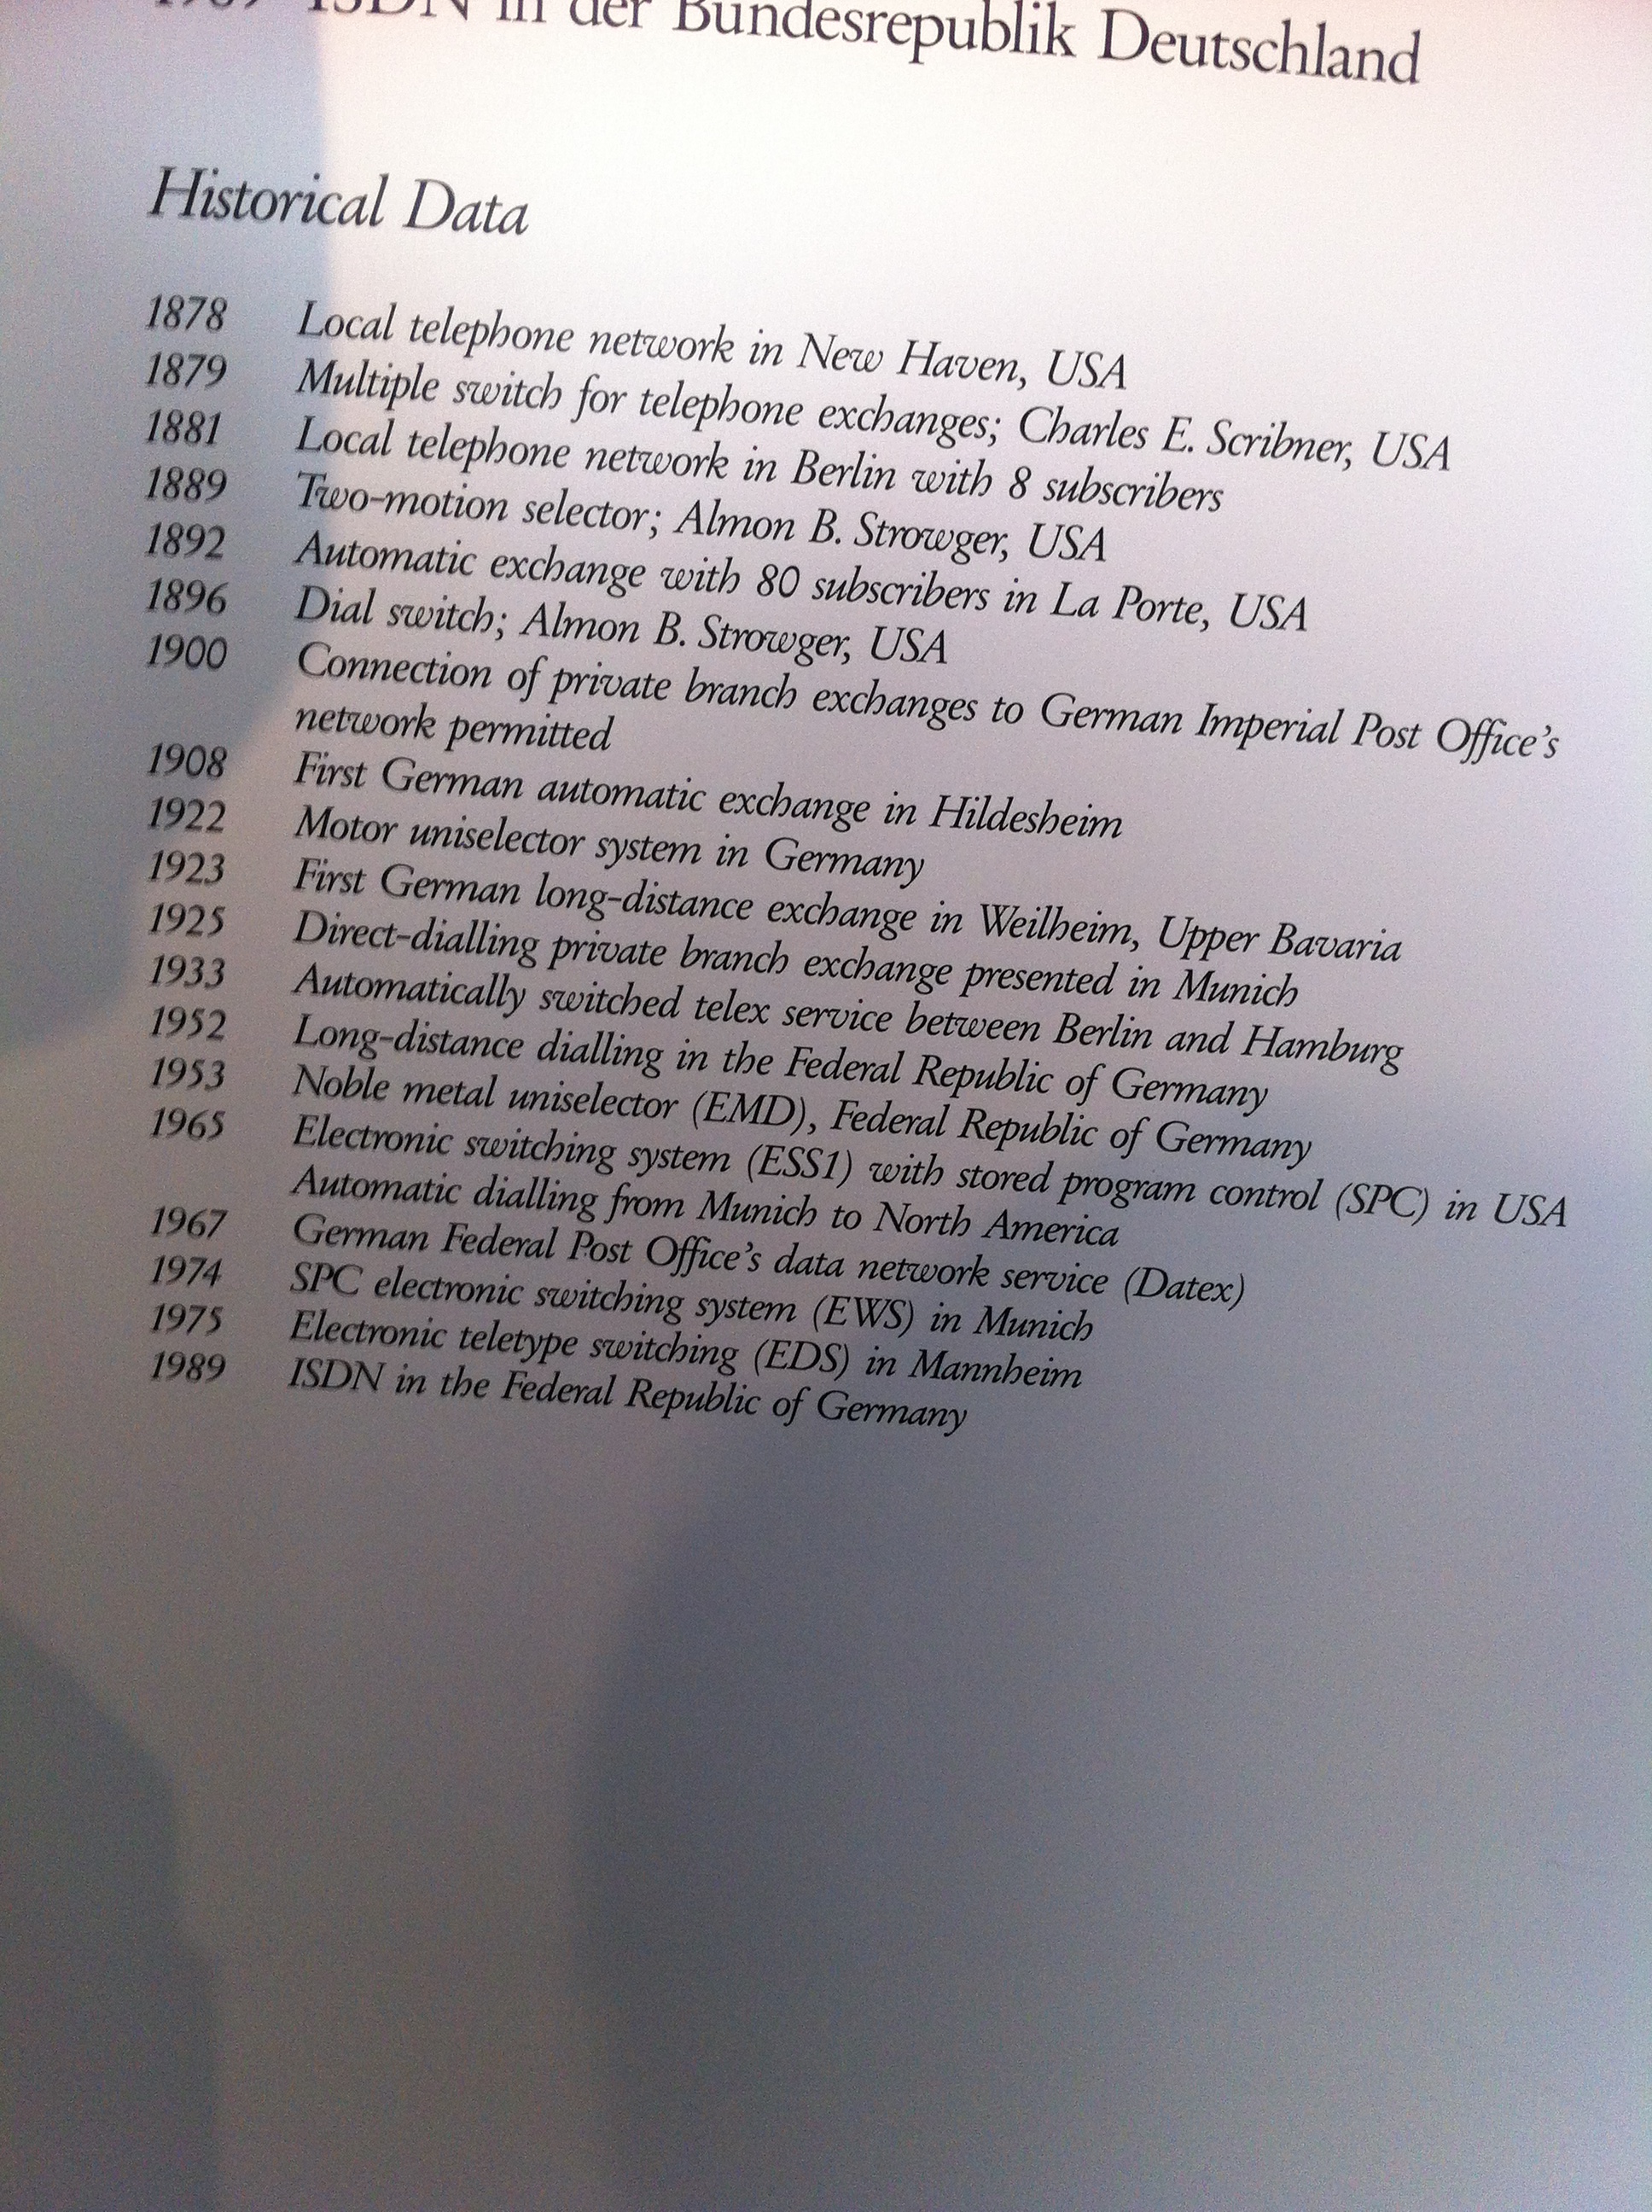 1989 ISDN in der Bundesrepublik Deutschland
Historical Data
1878 Local telephone network in New Haven, USA
1879 Multiple switch for telephone exchanges; Charles E. Scribner, USA
1881 Local telephone network in Berlin with 8 subscribers
1889 Two-motion selector; Almon B. Strowger, USA
1892 Automatic exchange with 80 subscribers in La Porte, USA
1896 Dial switch; Almon B. Strowger, USA
1900 Connection of private branch exchanges to German Imperial Post Office's
network permitted
1908 First German automatic exchange in Hildesheim
1922 Motor uniselector system in Germany
1923 First German long-distance exchange in Weilheim, Upper Bavaria
1925 Direct-dialling private branch exchange presented in Munich
1933 Automatically switched telex service between Berlin and Hamburg
1952 Long-distance dialling in the Federal Republic of Germany
1953 Noble metal uniselector (EMD), Federal Republic of Germany
1965 Electronic switching system (ESS1) with stored program control (SPC) in USA
Automatic dialling from Munich to North America
1967 German Federal Post Office's data network service (Datex)
1974 SPC electronic switching system (EWS) in Munich
1975 Electronic teletype switching (EDS) in Mannheim
1989 ISDN in the Federal Republic of Germany